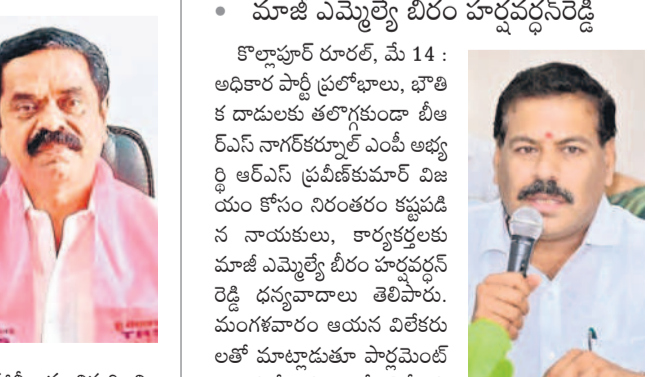 • మాజీ ఎమ్మెల్యే బీరం హర్షవర్ధన్‌రెడ్డి
కొల్లాపూర్ రూరల్, మే 14 :
అధికార పార్టీ ప్రలోభాలు, భౌతి
క దాడులకు తలొగ్గకుండా బీఆ
ర్ఎస్ నాగర్‌కర్నూల్ ఎంపీ అభ్య
ర్థి ఆర్ఎస్ ప్రవీణ్‌కుమార్ విజ
యం కోసం నిరంతరం కష్టపడి
న నాయకులు, కార్యకర్తలకు
మాజీ ఎమ్మెల్యే బీరం హర్షవర్ధన్
రెడ్డి ధన్యవాదాలు తెలిపారు.
మంగళవారం ఆయన విలేకరు
లతో మాట్లాడుతూ పార్లమెంట్